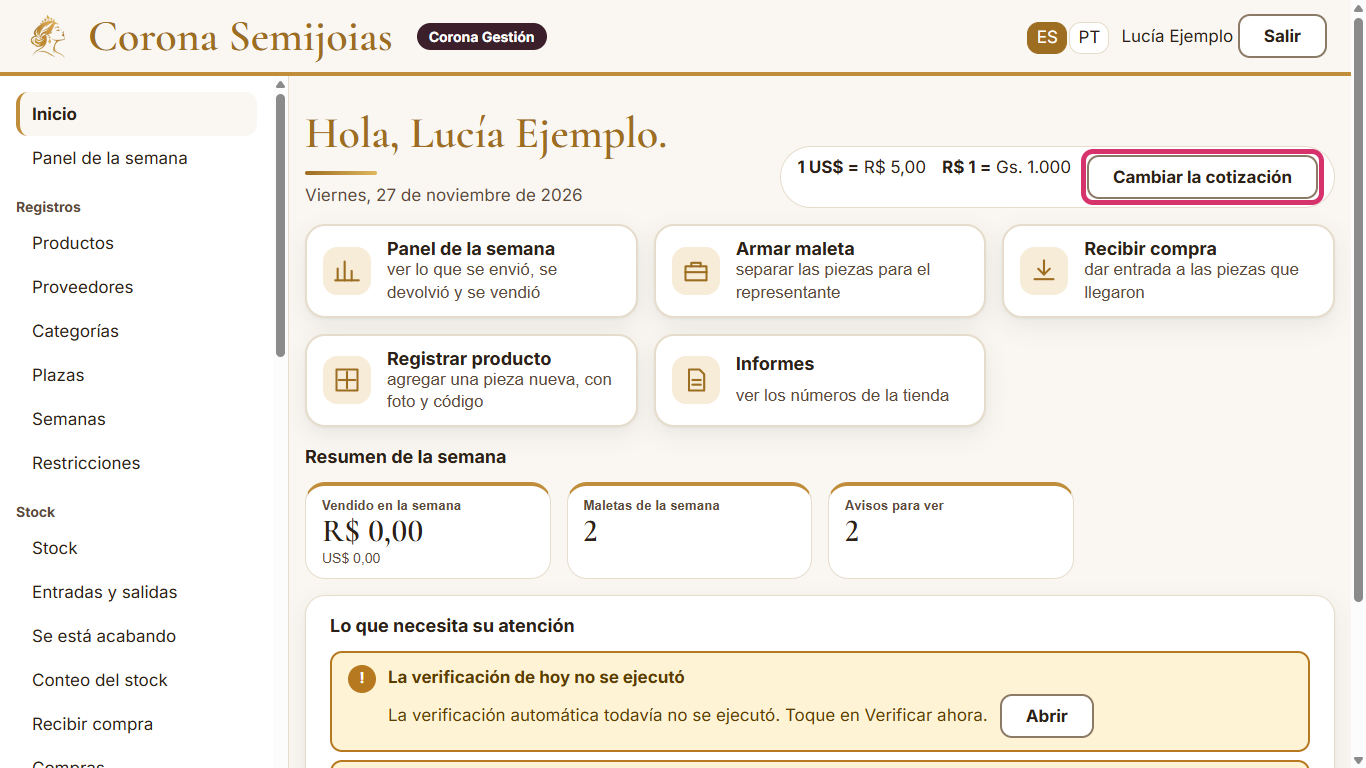 Corona Semijoias
Corona Gestión
ES
PT
Lucía Ejemplo
Salir
Inicio
Panel de la semana
Registros
Productos
Proveedores
Categorías
Plazas
Semanas
Restricciones
Stock
Stock
Entradas y salidas
Se está acabando
Conteo del stock
Recibir compra
Compras
Hola, Lucía Ejemplo.
Viernes, 27 de noviembre de 2026
1 US$ = R$ 5,00 R$ 1 = Gs. 1.000
Cambiar la cotización
Panel de la semana
ver lo que se envió, se
devolvió y se vendió
Armar maleta
separar las piezas para el
representante
Recibir compra
dar entrada a las piezas que
llegaron
Registrar producto
agregar una pieza nueva, con
foto y código
Informes
ver los números de la tienda
Resumen de la semana
Vendido en la semana
R$ 0,00
US$ 0,00
Maletas de la semana
2
Avisos para ver
2
Lo que necesita su atención
! La verificación de hoy no se ejecutó
La verificación automática todavía no se ejecutó. Toque en Verificar ahora.
Abrir